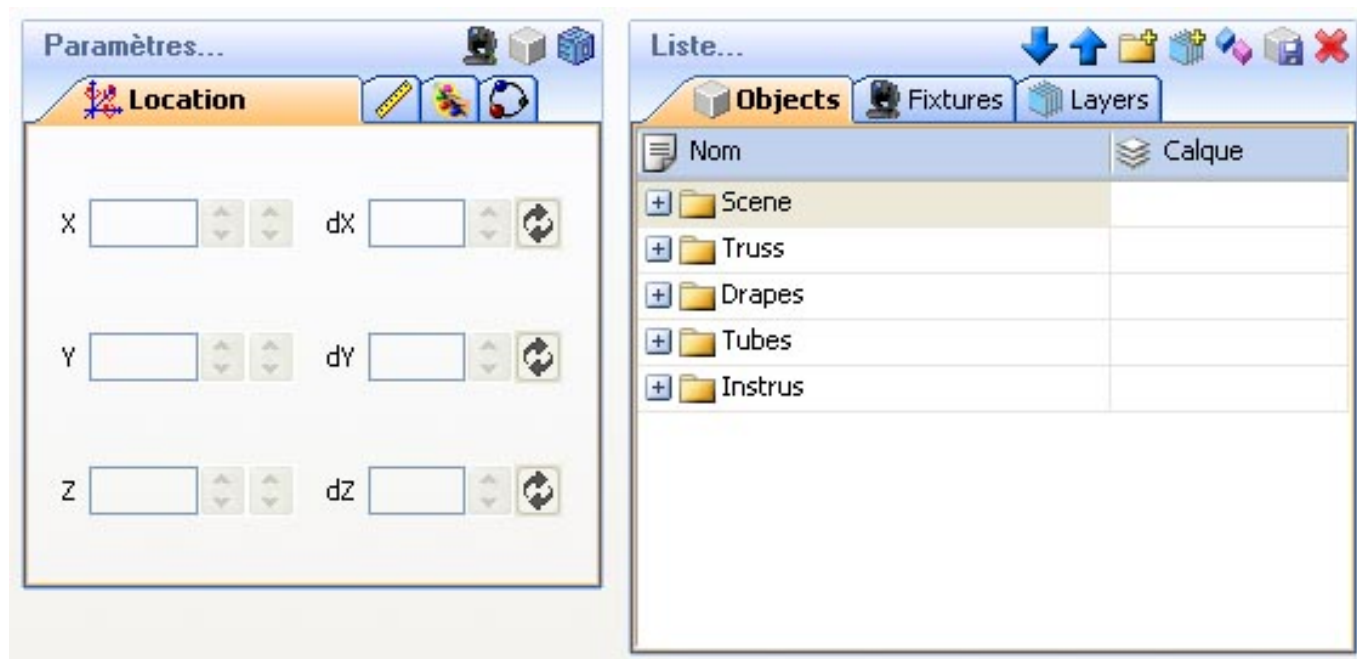 Paramètres...
Location
X dX
Y dY
Z dZ
Liste...
Objects Fixtures Layers
Nom Calque
Scene
Truss
Drapes
Tubes
Instrus